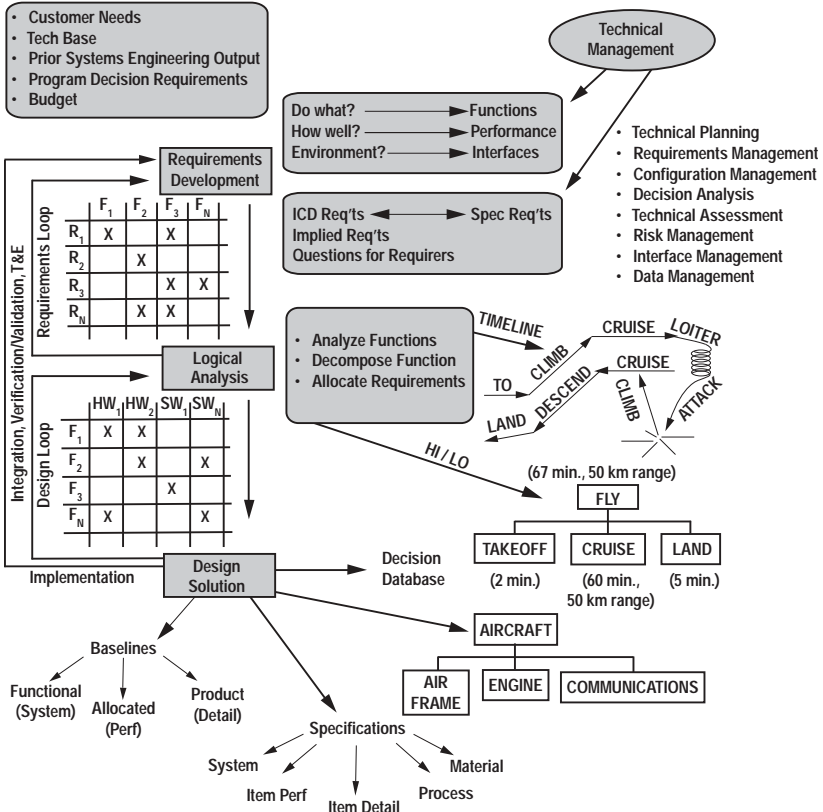 • Customer Needs
• Tech Base
• Prior Systems Engineering Output
• Program Decision Requirements
• Budget
Technical
Management
Do what? Functions
How well? Performance
Environment? Interfaces
• Technical Planning
• Requirements Management
• Configuration Management
• Decision Analysis
• Technical Assessment
• Risk Management
• Interface Management
• Data Management
ICD Req'ts Spec Req'ts
Implied Req'ts
Questions for Requirers
Integration, Verification/Validation, T&E
Requirements
Development
Requirements Loop
F1 F2 F3 FN
R1 X X
R2 X
R3 X X
RN X X
Logical
Analysis
Design Loop
HW1 HW2 SW1 SWN
F1 X X
F2 X X
F3 X
FN X X
• Analyze Functions
• Decompose Function
• Allocate Requirements
TIMELINE
TO
CLIMB
CRUISE
LOITER
ATTACK
CLIMB
CRUISE
DESCEND
LAND
HI / LO
(67 min., 50 km range)
FLY
TAKEOFF CRUISE LAND
(2 min.) (60 min., (5 min.)
50 km range)
Implementation
Design
Solution
Decision
Database
AIRCRAFT
AIR
FRAME
ENGINE
COMMUNICATIONS
Baselines
Functional
(System)
Allocated
(Perf)
Product
(Detail)
Specifications
System
Item Perf
Item Detail
Process
Material